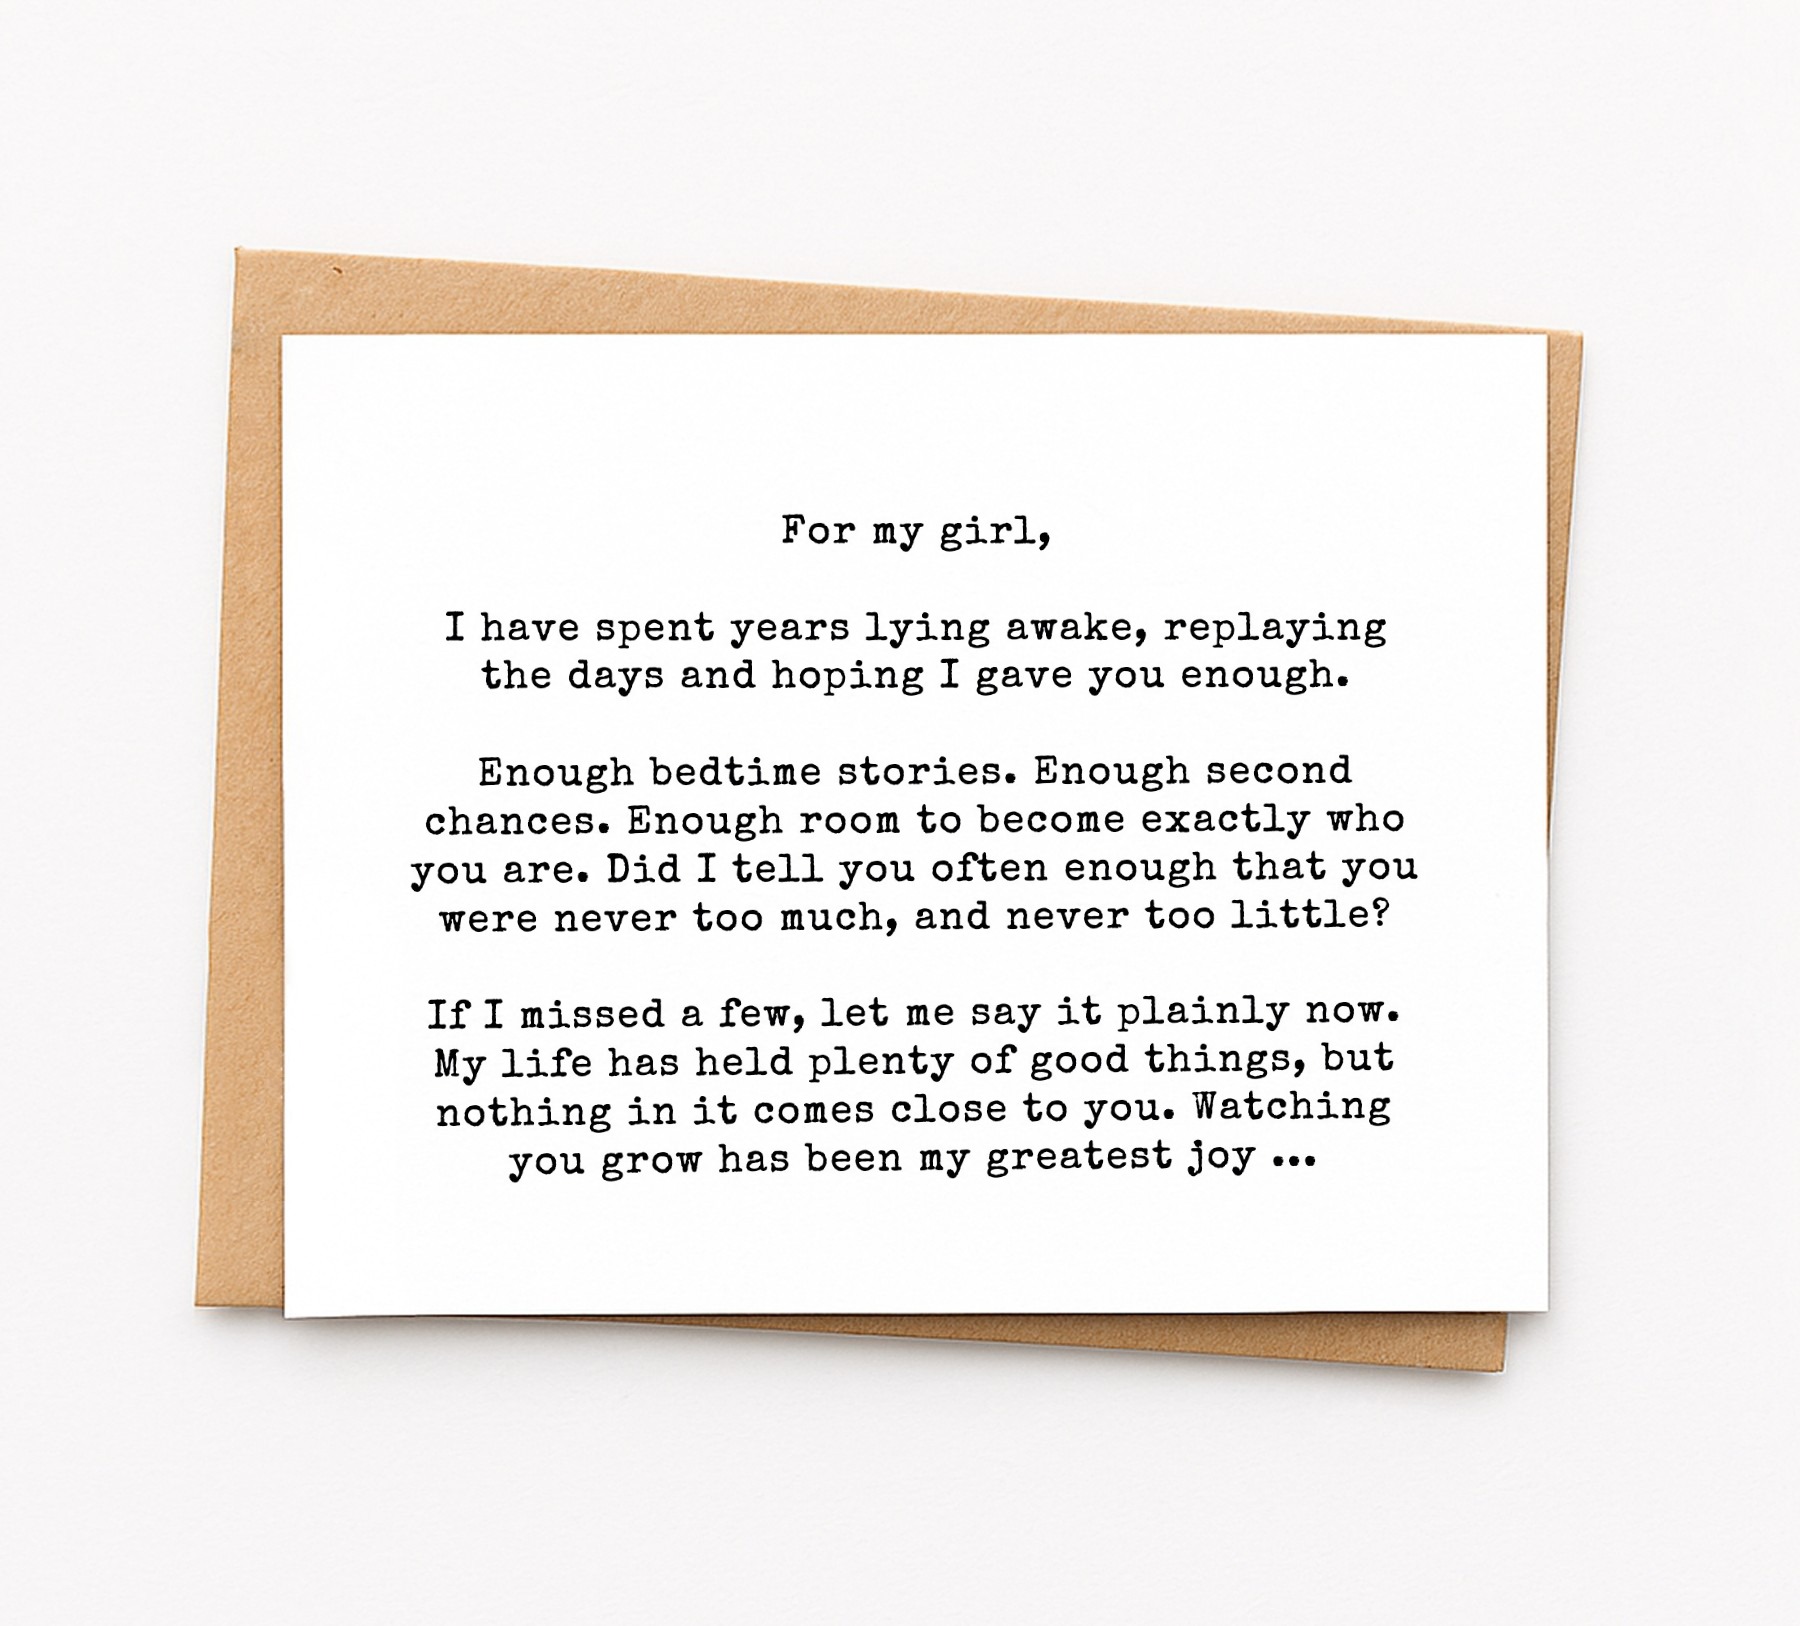 For my girl,
I have spent years lying awake, replaying
the days and hoping I gave you enough.
Enough bedtime stories. Enough second
chances. Enough room to become exactly who
you are. Did I tell you often enough that you
were never too much, and never too little?
If I missed a few, let me say it plainly now.
My life has held plenty of good things, but
nothing in it comes close to you. Watching
you grow has been my greatest joy ...